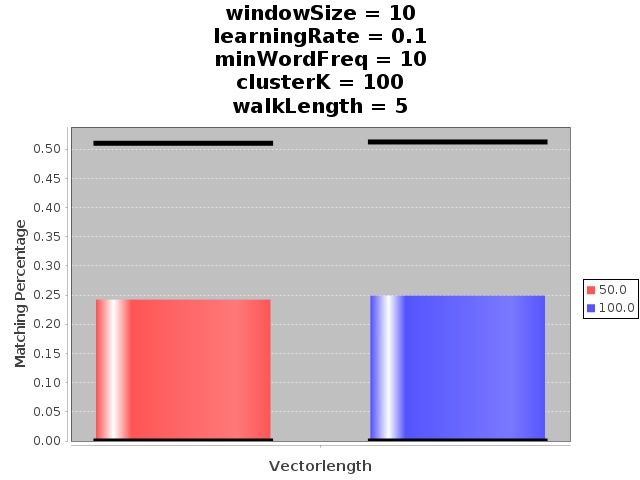 windowSize = 10
learningRate = 0.1
minWordFreq = 10
clusterK = 100
walkLength = 5
Matching Percentage
0.50
0.45
0.40
0.35
0.30
0.25
0.20
0.15
0.10
0.05
0.00
Vectorlength
50.0
100.0